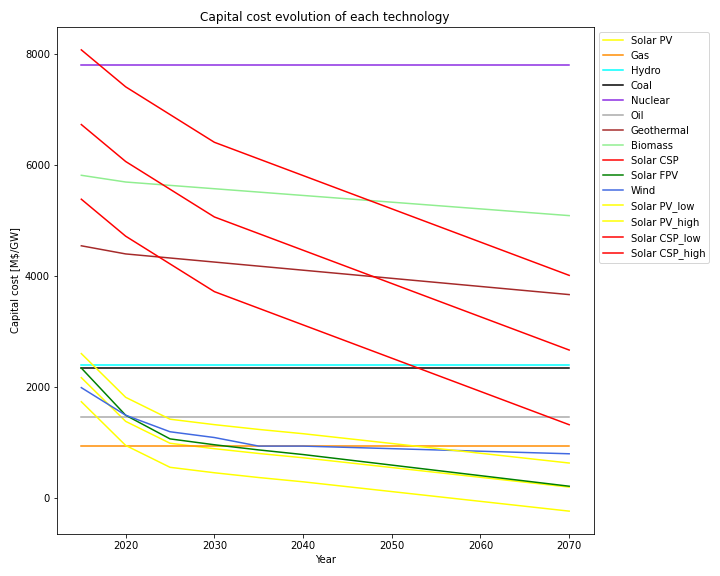 Capital cost evolution of each technology
8000
6000
4000
2000
0
Capital cost [M$/GW]
2020 2030 2040 2050 2060 2070
Year
Solar PV
Gas
Hydro
Coal
Nuclear
Oil
Geothermal
Biomass
Solar CSP
Solar FPV
Wind
Solar PV_low
Solar PV_high
Solar CSP_low
Solar CSP_high